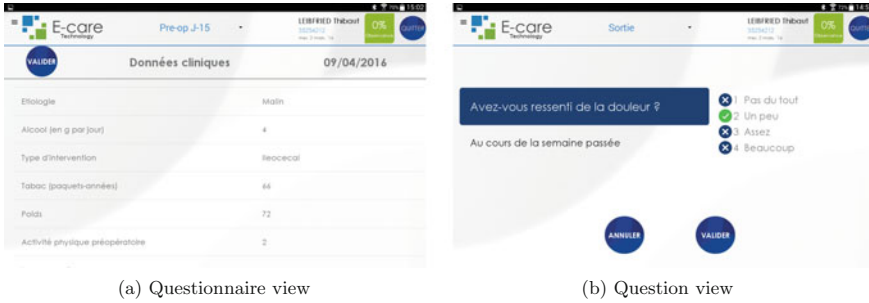 72% 15:02
E-care
Technology
Pre-op J-15
LEIBFRIED Thibaut
0%
QUITTER
VALIDER
Données cliniques
09/04/2016
Etiologie
Malin
Alcool (en g par jour)
4
Type d'intervention
Ileocecal
Tabac (paquets-années)
66
Poids
72
Activité physique préopératoire
2
(a) Questionnaire view
E-care
Technology
Sortie
LEIBFRIED Thibaut
0%
Avez-vous ressenti de la douleur ?
Au cours de la semaine passée
1 Pas du tout
2 Un peu
3 Assez
4 Beaucoup
ANNULER
VALIDER
(b) Question view